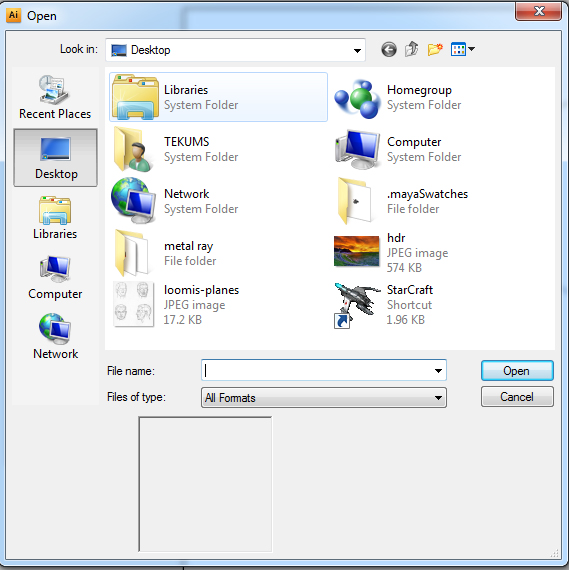 Ai Open
Look in: Desktop
Recent Places
Desktop
Libraries
Computer
Network
Libraries
System Folder
Homegroup
System Folder
TEKUMS
System Folder
Computer
System Folder
Network
System Folder
.mayaSwatches
File folder
metal ray
File folder
hdr
JPEG image
574 KB
loomis-planes
JPEG image
17.2 KB
StarCraft
Shortcut
1.96 KB
File name:
Open
Files of type: All Formats
Cancel